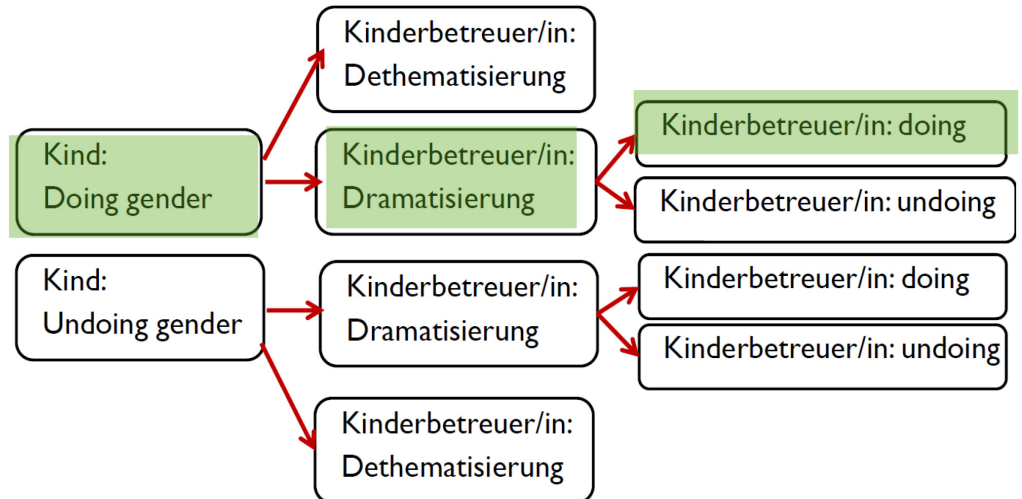 Kinderbetreuer/in:
Dethematisierung
Kind:
Doing gender
Kinderbetreuer/in:
Dramatisierung
Kinderbetreuer/in: doing
Kinderbetreuer/in: undoing
Kind:
Undoing gender
Kinderbetreuer/in:
Dramatisierung
Kinderbetreuer/in: doing
Kinderbetreuer/in: undoing
Kinderbetreuer/in:
Dethematisierung